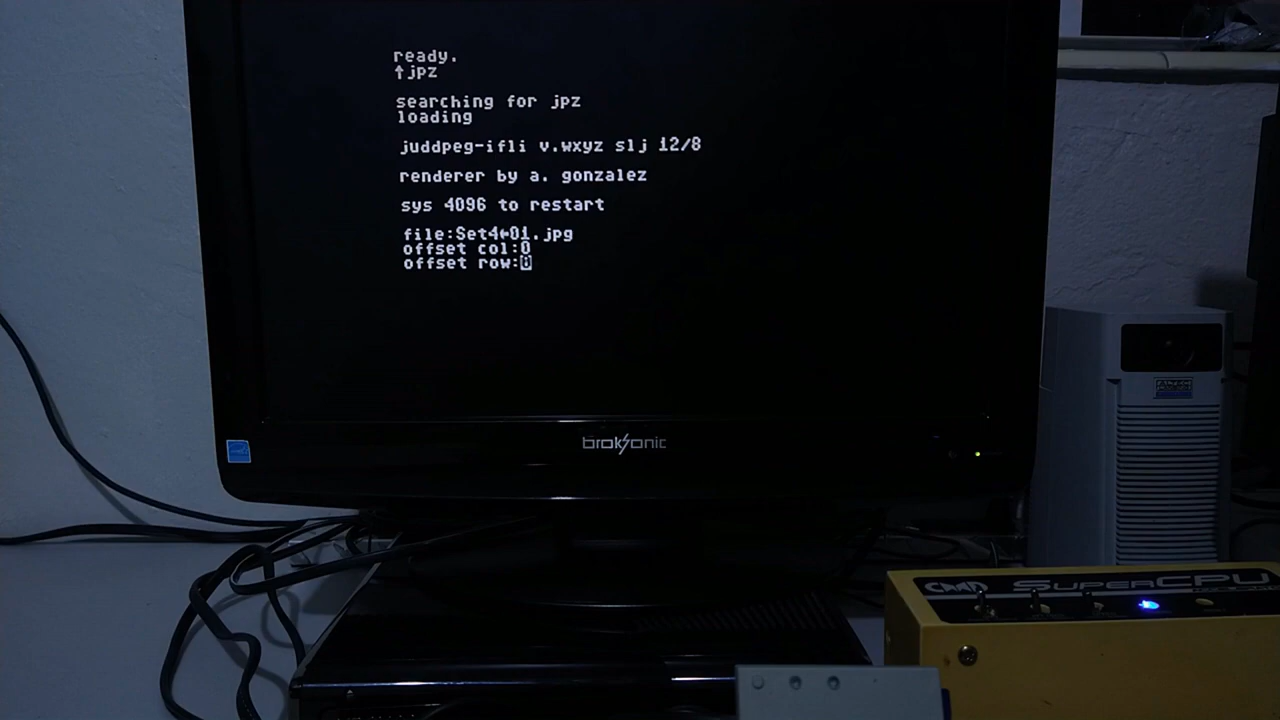 ready.
↑jpz
searching for jpz
loading
juddpeg-ifli v.wxyz slj 12/8
renderer by a. gonzalez
sys 4096 to restart
file:Set4←01.jpg
offset col:0
offset row:0
broksonic
CMD SuperCPU